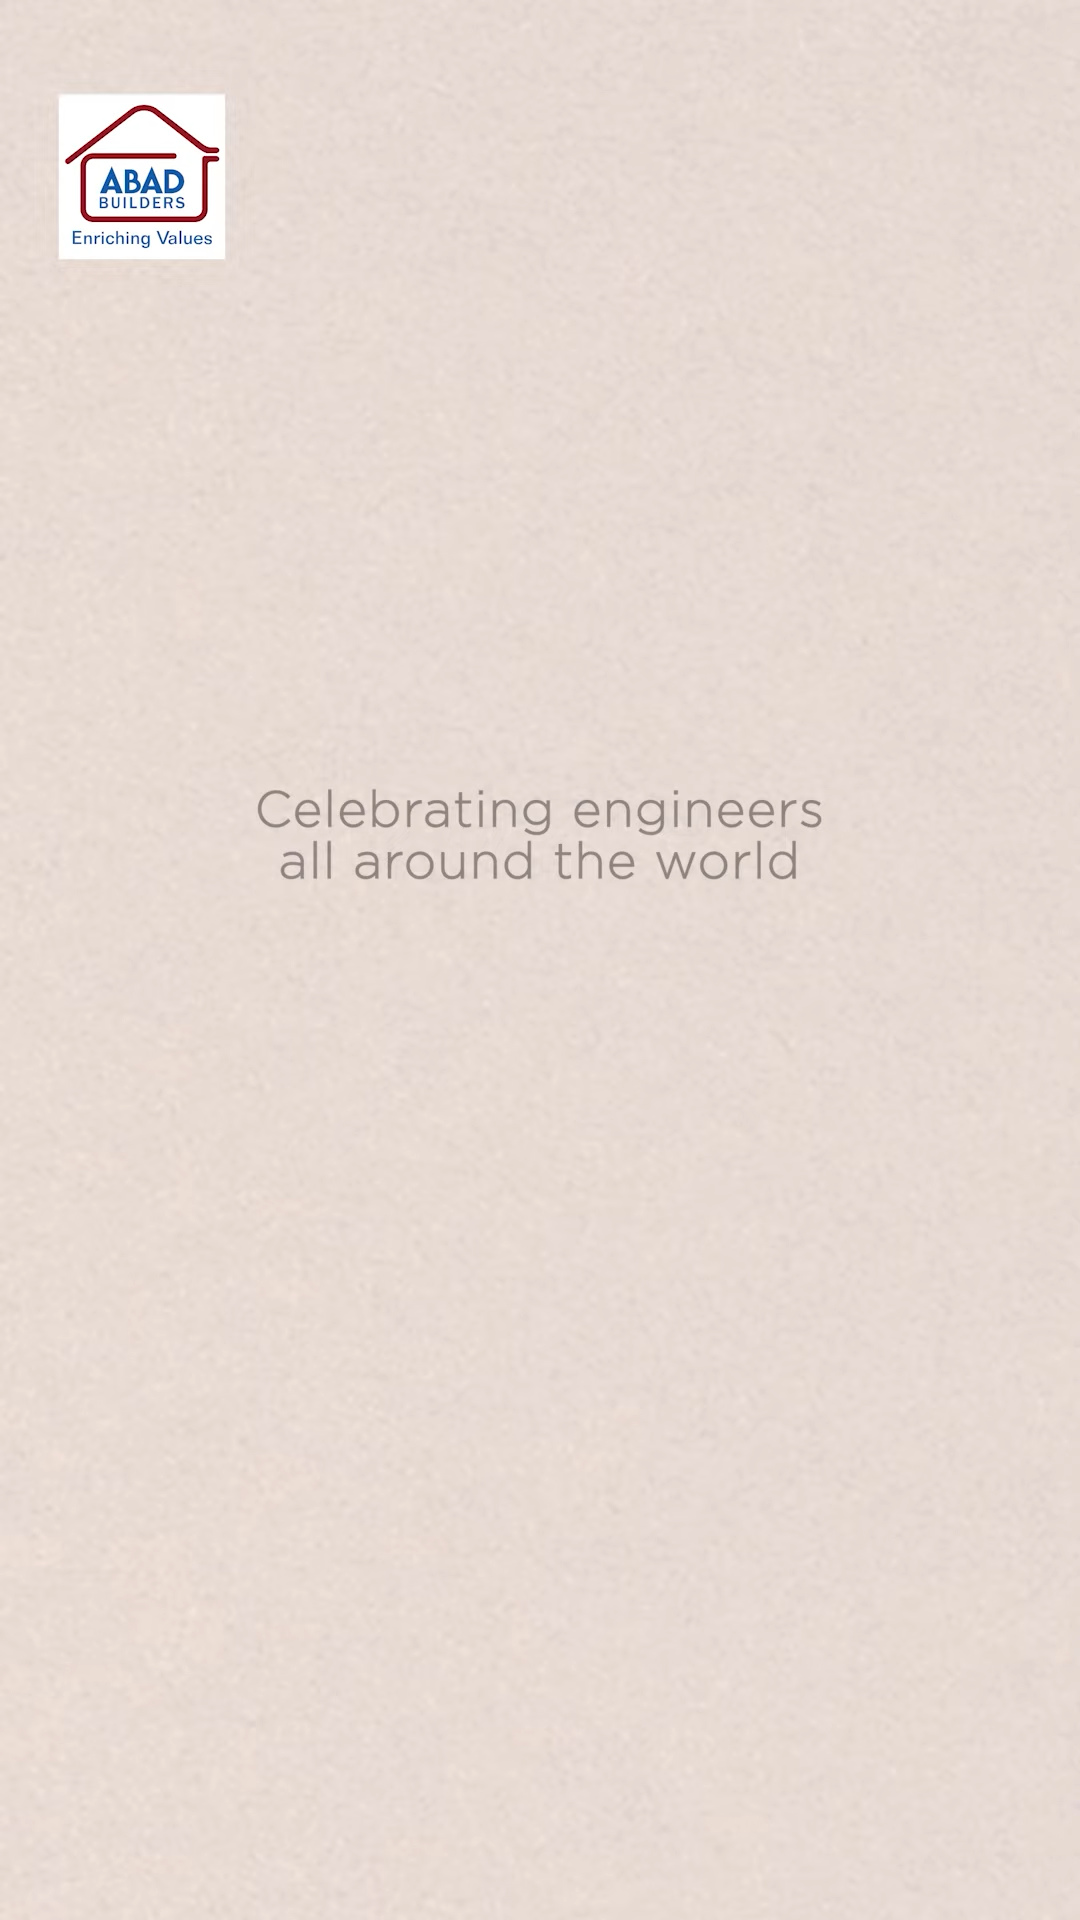 ABAD
BUILDERS
Enriching Values
Celebrating engineers
all around the world